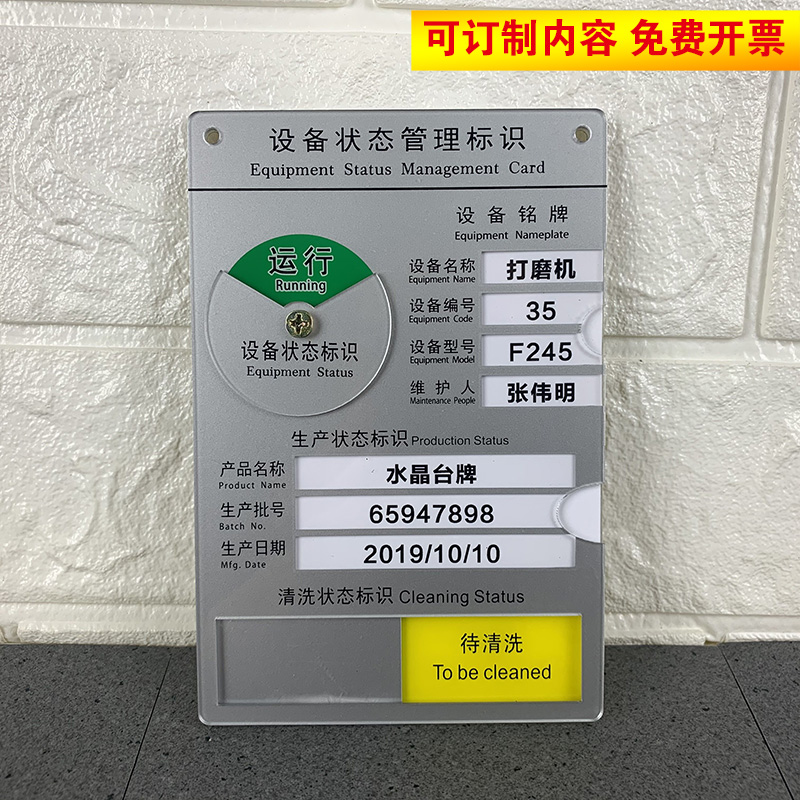 可订制内容 免费开票
设备状态管理标识
Equipment Status Management Card
设备铭牌
Equipment Nameplate
运行
Running
设备状态标识
Equipment Status
设备名称 打磨机
Equipment Name
设备编号 35
Equipment Code
设备型号 F245
Equipment Model
维护人 张伟明
Maintenance People
生产状态标识 Production Status
产品名称 水晶台牌
Product Name
生产批号 65947898
Batch No.
生产日期 2019/10/10
Mfg. Date
清洗状态标识 Cleaning Status
待清洗
To be cleaned